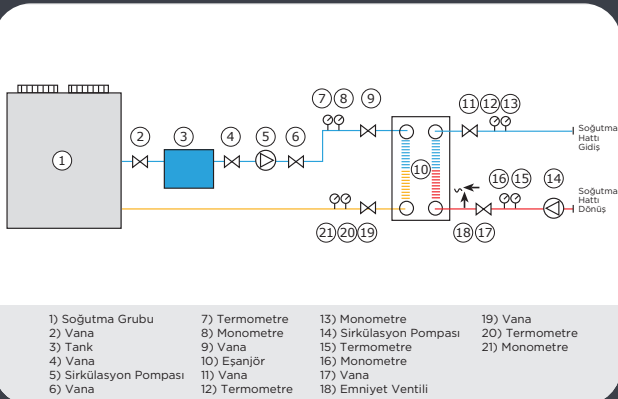 7 8 9 11 12 13
2 3 4 5 6
Soğutma
Hattı
Gidiş
1
10
16 15 14
Soğutma
Hattı
Dönüş
21 20 19 18 17
1) Soğutma Grubu
2) Vana
3) Tank
4) Vana
5) Sirkülasyon Pompası
6) Vana
7) Termometre
8) Monometre
9) Vana
10) Eşanjör
11) Vana
12) Termometre
13) Monometre
14) Sirkülasyon Pompası
15) Termometre
16) Monometre
17) Vana
18) Emniyet Ventili
19) Vana
20) Termometre
21) Monometre